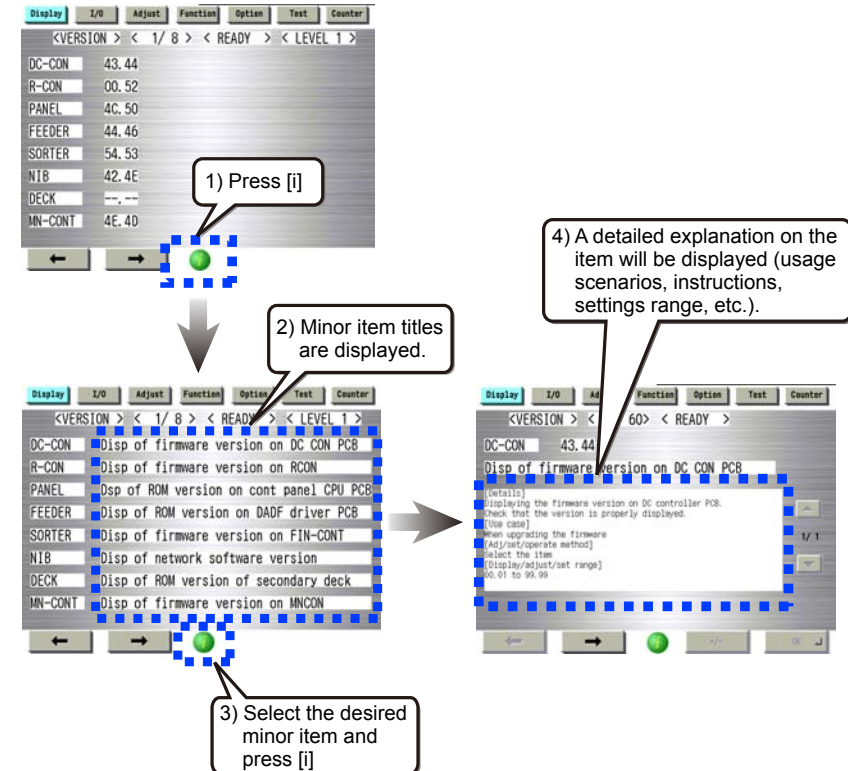 Display I/O Adjust Function Option Test Counter
<VERSION > < 1/ 8 > < READY > < LEVEL 1 >
DC-CON 43.44
R-CON 00.52
PANEL 4C.50
FEEDER 44.46
SORTER 54.53
NIB 42.4E
DECK --.--
MN-CONT 4E.4D
1) Press [i]
2) Minor item titles
are displayed.
Display I/O Adjust Function Option Test Counter
<VERSION > < 1/ 8 > < READY > < LEVEL 1 >
DC-CON Disp of firmware version on DC CON PCB
R-CON Disp of firmware version on RCON
PANEL Dsp of ROM version on cont panel CPU PCB
FEEDER Disp of ROM version on DADF driver PCB
SORTER Disp of firmware version on FIN-CONT
NIB Disp of network software version
DECK Disp of ROM version of secondary deck
MN-CONT Disp of firmware version on MNCON
3) Select the desired
minor item and
press [i]
4) A detailed explanation on the
item will be displayed (usage
scenarios, instructions,
settings range, etc.).
Display I/O Ad Function Option Test Counter
<VERSION > < 60> < READY >
DC-CON 43.44
Disp of firmware version on DC CON PCB
[Details]
Displaying the firmware version on DC controller PCB.
Check that the version is properly displayed.
[Use case]
When upgrading the firmware
[Adj/set/operate method]
Select the item
[Display/adjust/set range]
00.01 to 99.99
1/ 1
+/- OK